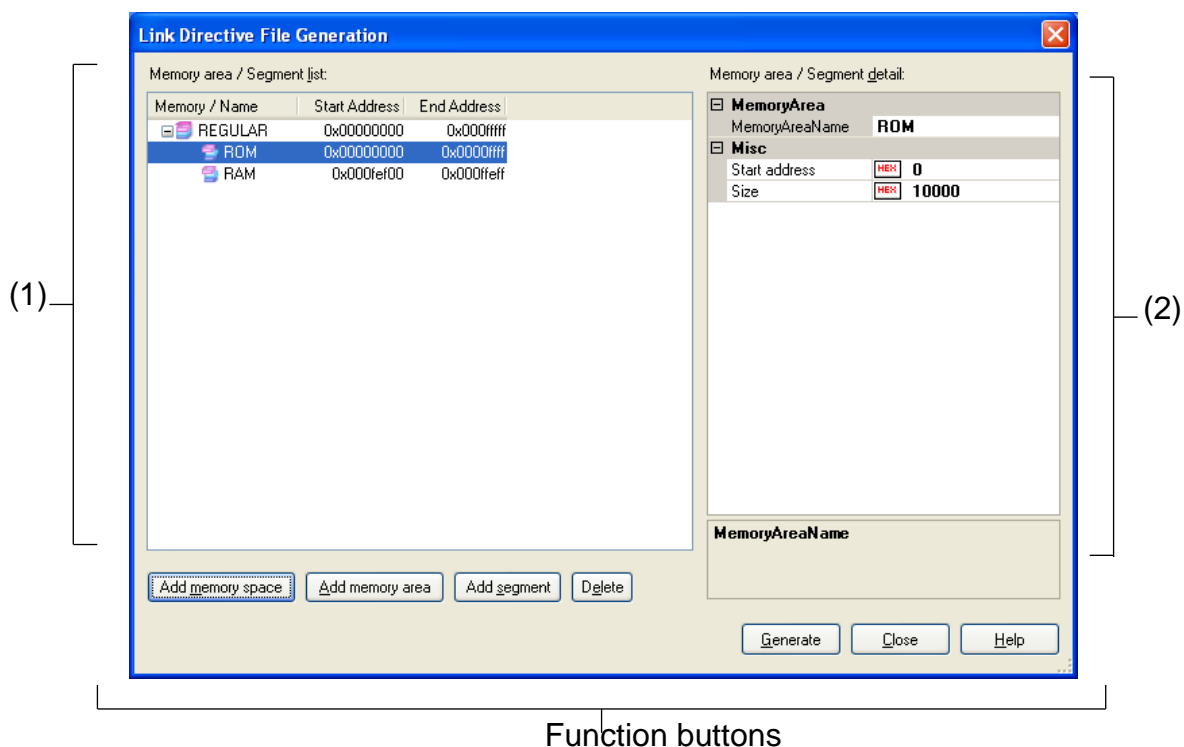 Link Directive File Generation
Memory area / Segment list:
Memory / Name Start Address End Address
REGULAR 0x00000000 0x000fffff
ROM 0x00000000 0x0000ffff
RAM 0x000fef00 0x000ffeff
Memory area / Segment detail:
MemoryArea
MemoryAreaName ROM
Misc
Start address HEX 0
Size HEX 10000
MemoryAreaName
(1)
(2)
Add memory space Add memory area Add segment Delete
Generate Close Help
Function buttons